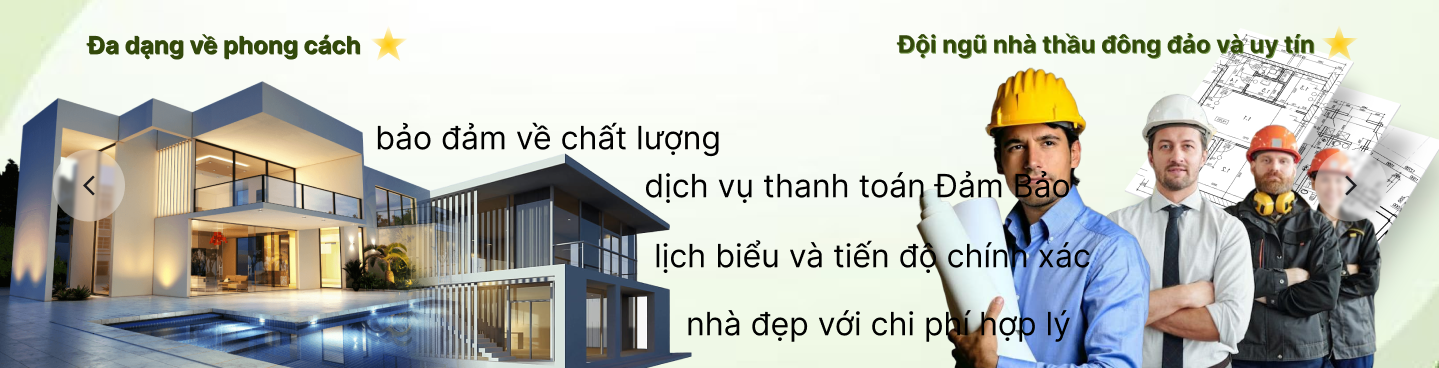 Đa dạng về phong cách
Đội ngũ nhà thầu đông đảo và uy tín
bảo đảm về chất lượng
dịch vụ thanh toán Đảm Bảo
lịch biểu và tiến độ chính xác
nhà đẹp với chi phí hợp lý